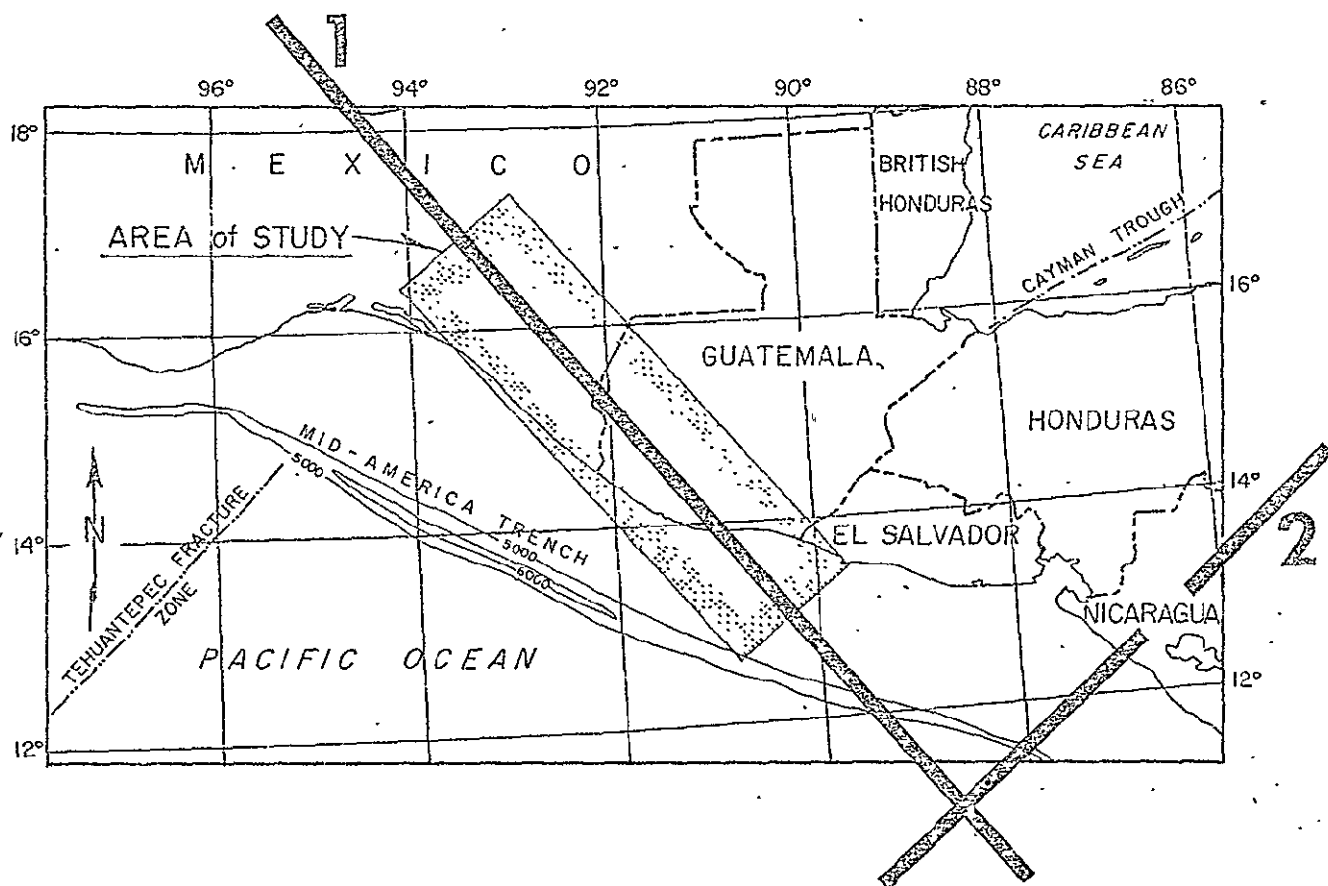 1
96° 94° 92° 90° 88° 86°
18°
CARIBBEAN
SEA
MEXICO
BRITISH
HONDURAS
AREA of STUDY
CAYMAN TROUGH
16°
16°
GUATEMALA
HONDURAS
MID-AMERICA TRENCH
5000
14°
N
14°
5000
6000
EL SALVADOR
2
TEHUANTEPEC FRACTURE
ZONE
NICARAGUA
PACIFIC OCEAN
12°
12°